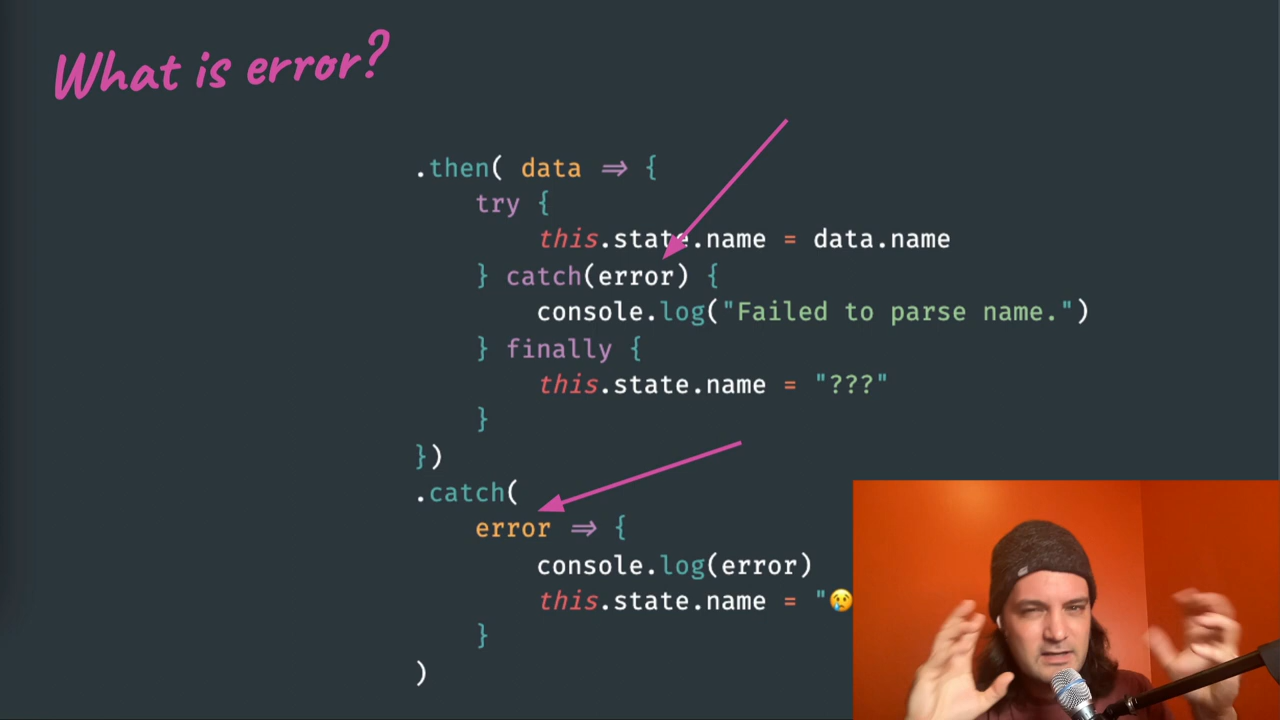 What is error?
.then( data => {
try {
this.state.name = data.name
} catch(error) {
console.log("Failed to parse name.")
} finally {
this.state.name = "???"
}
})
.catch(
error => {
console.log(error)
this.state.name = "😢
}
)